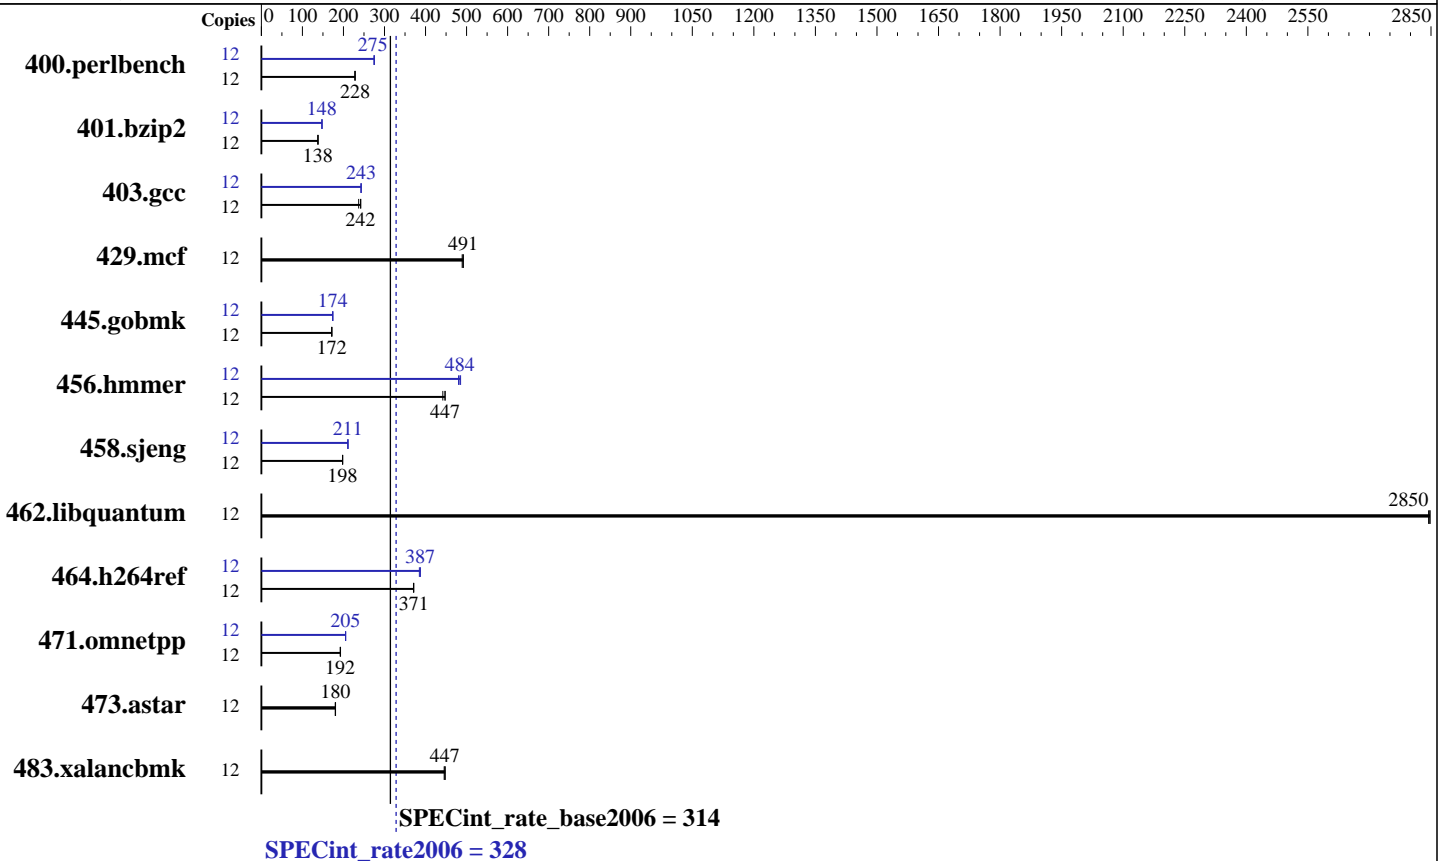 Copies 0 100 200 300 400 500 600 700 800 900 1050 1200 1350 1500 1650 1800 1950 2100 2250 2400 2550 2850
400.perlbench 12 275
12 228
401.bzip2 12 148
12 138
403.gcc 12 243
12 242
429.mcf 12 491
445.gobmk 12 174
12 172
456.hmmer 12 484
12 447
458.sjeng 12 211
12 198
462.libquantum 12 2850
464.h264ref 12 387
12 371
471.omnetpp 12 205
12 192
473.astar 12 180
483.xalancbmk 12 447
SPECint_rate_base2006 = 314
SPECint_rate2006 = 328